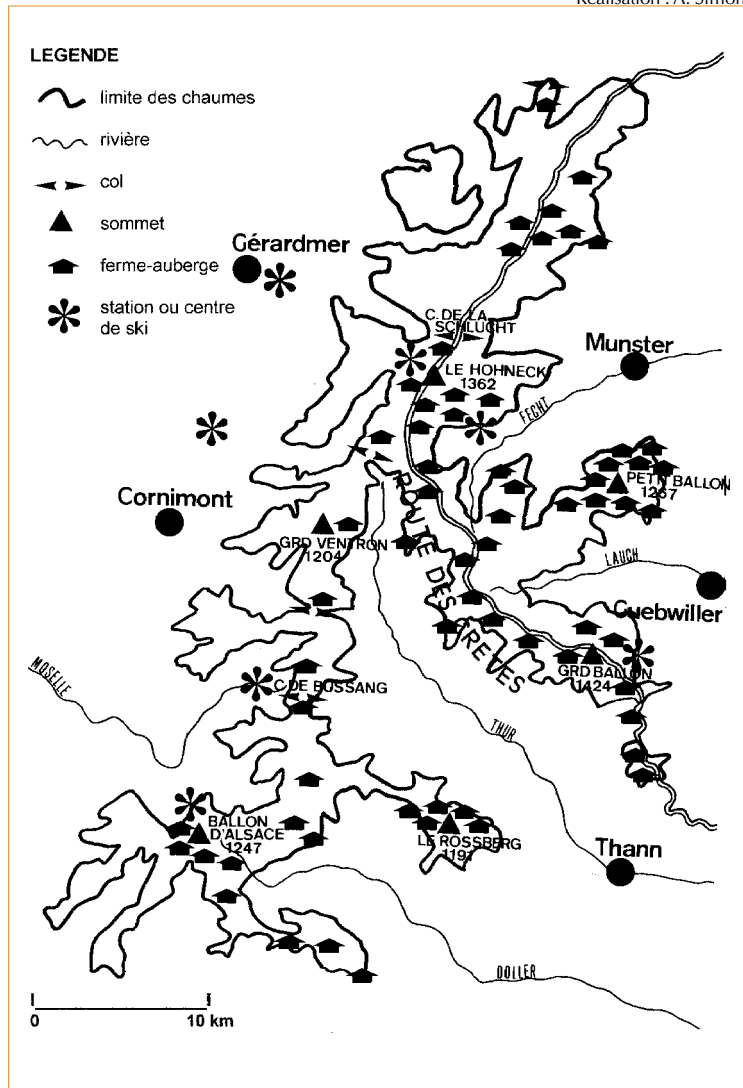 Réalisation : A. Simon
LEGENDE
limite des chaumes
rivière
col
sommet
ferme-auberge
station ou centre
de ski
Gérardmer
C. DE LA
SCHLUCHT
LE HOHNECK
1362
Munster
FECHT
PETIT BALLON
1267
Cornimont
GRD VENTRON
1204
ROUTE DES CRETES
LAUCH
Guebwiller
GRD BALLON
1424
MOSELLE
C. DE BUSSANG
THUR
BALLON
D'ALSACE
1247
LE ROSSBERG
1191
Thann
DOLLER
0
10 km